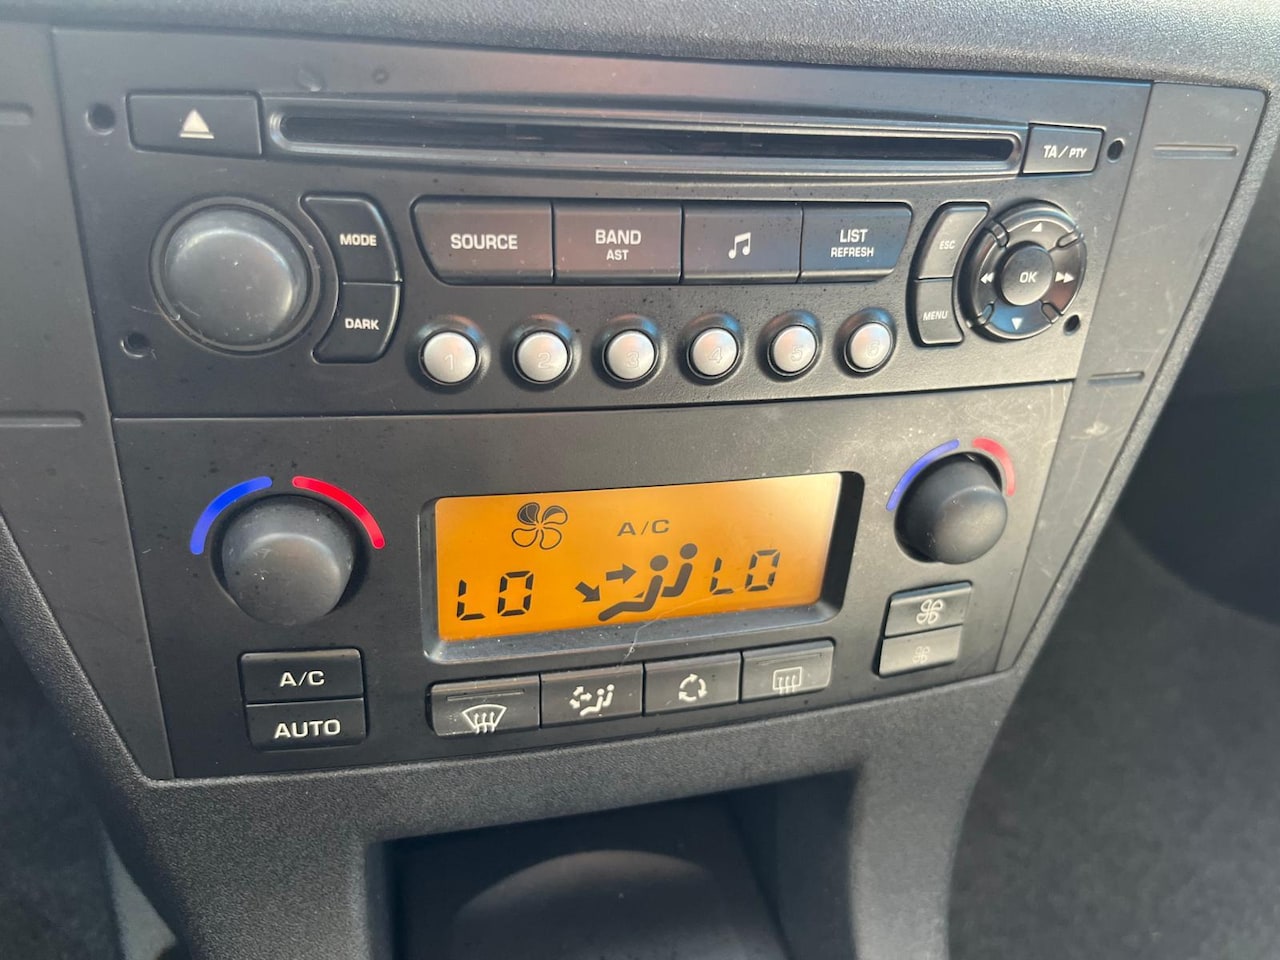 TA/PTY
MODE
SOURCE
BAND
AST
LIST
REFRESH
ESC
OK
DARK
MENU
1
2
3
4
5
6
A/C
LO
LO
A/C
AUTO